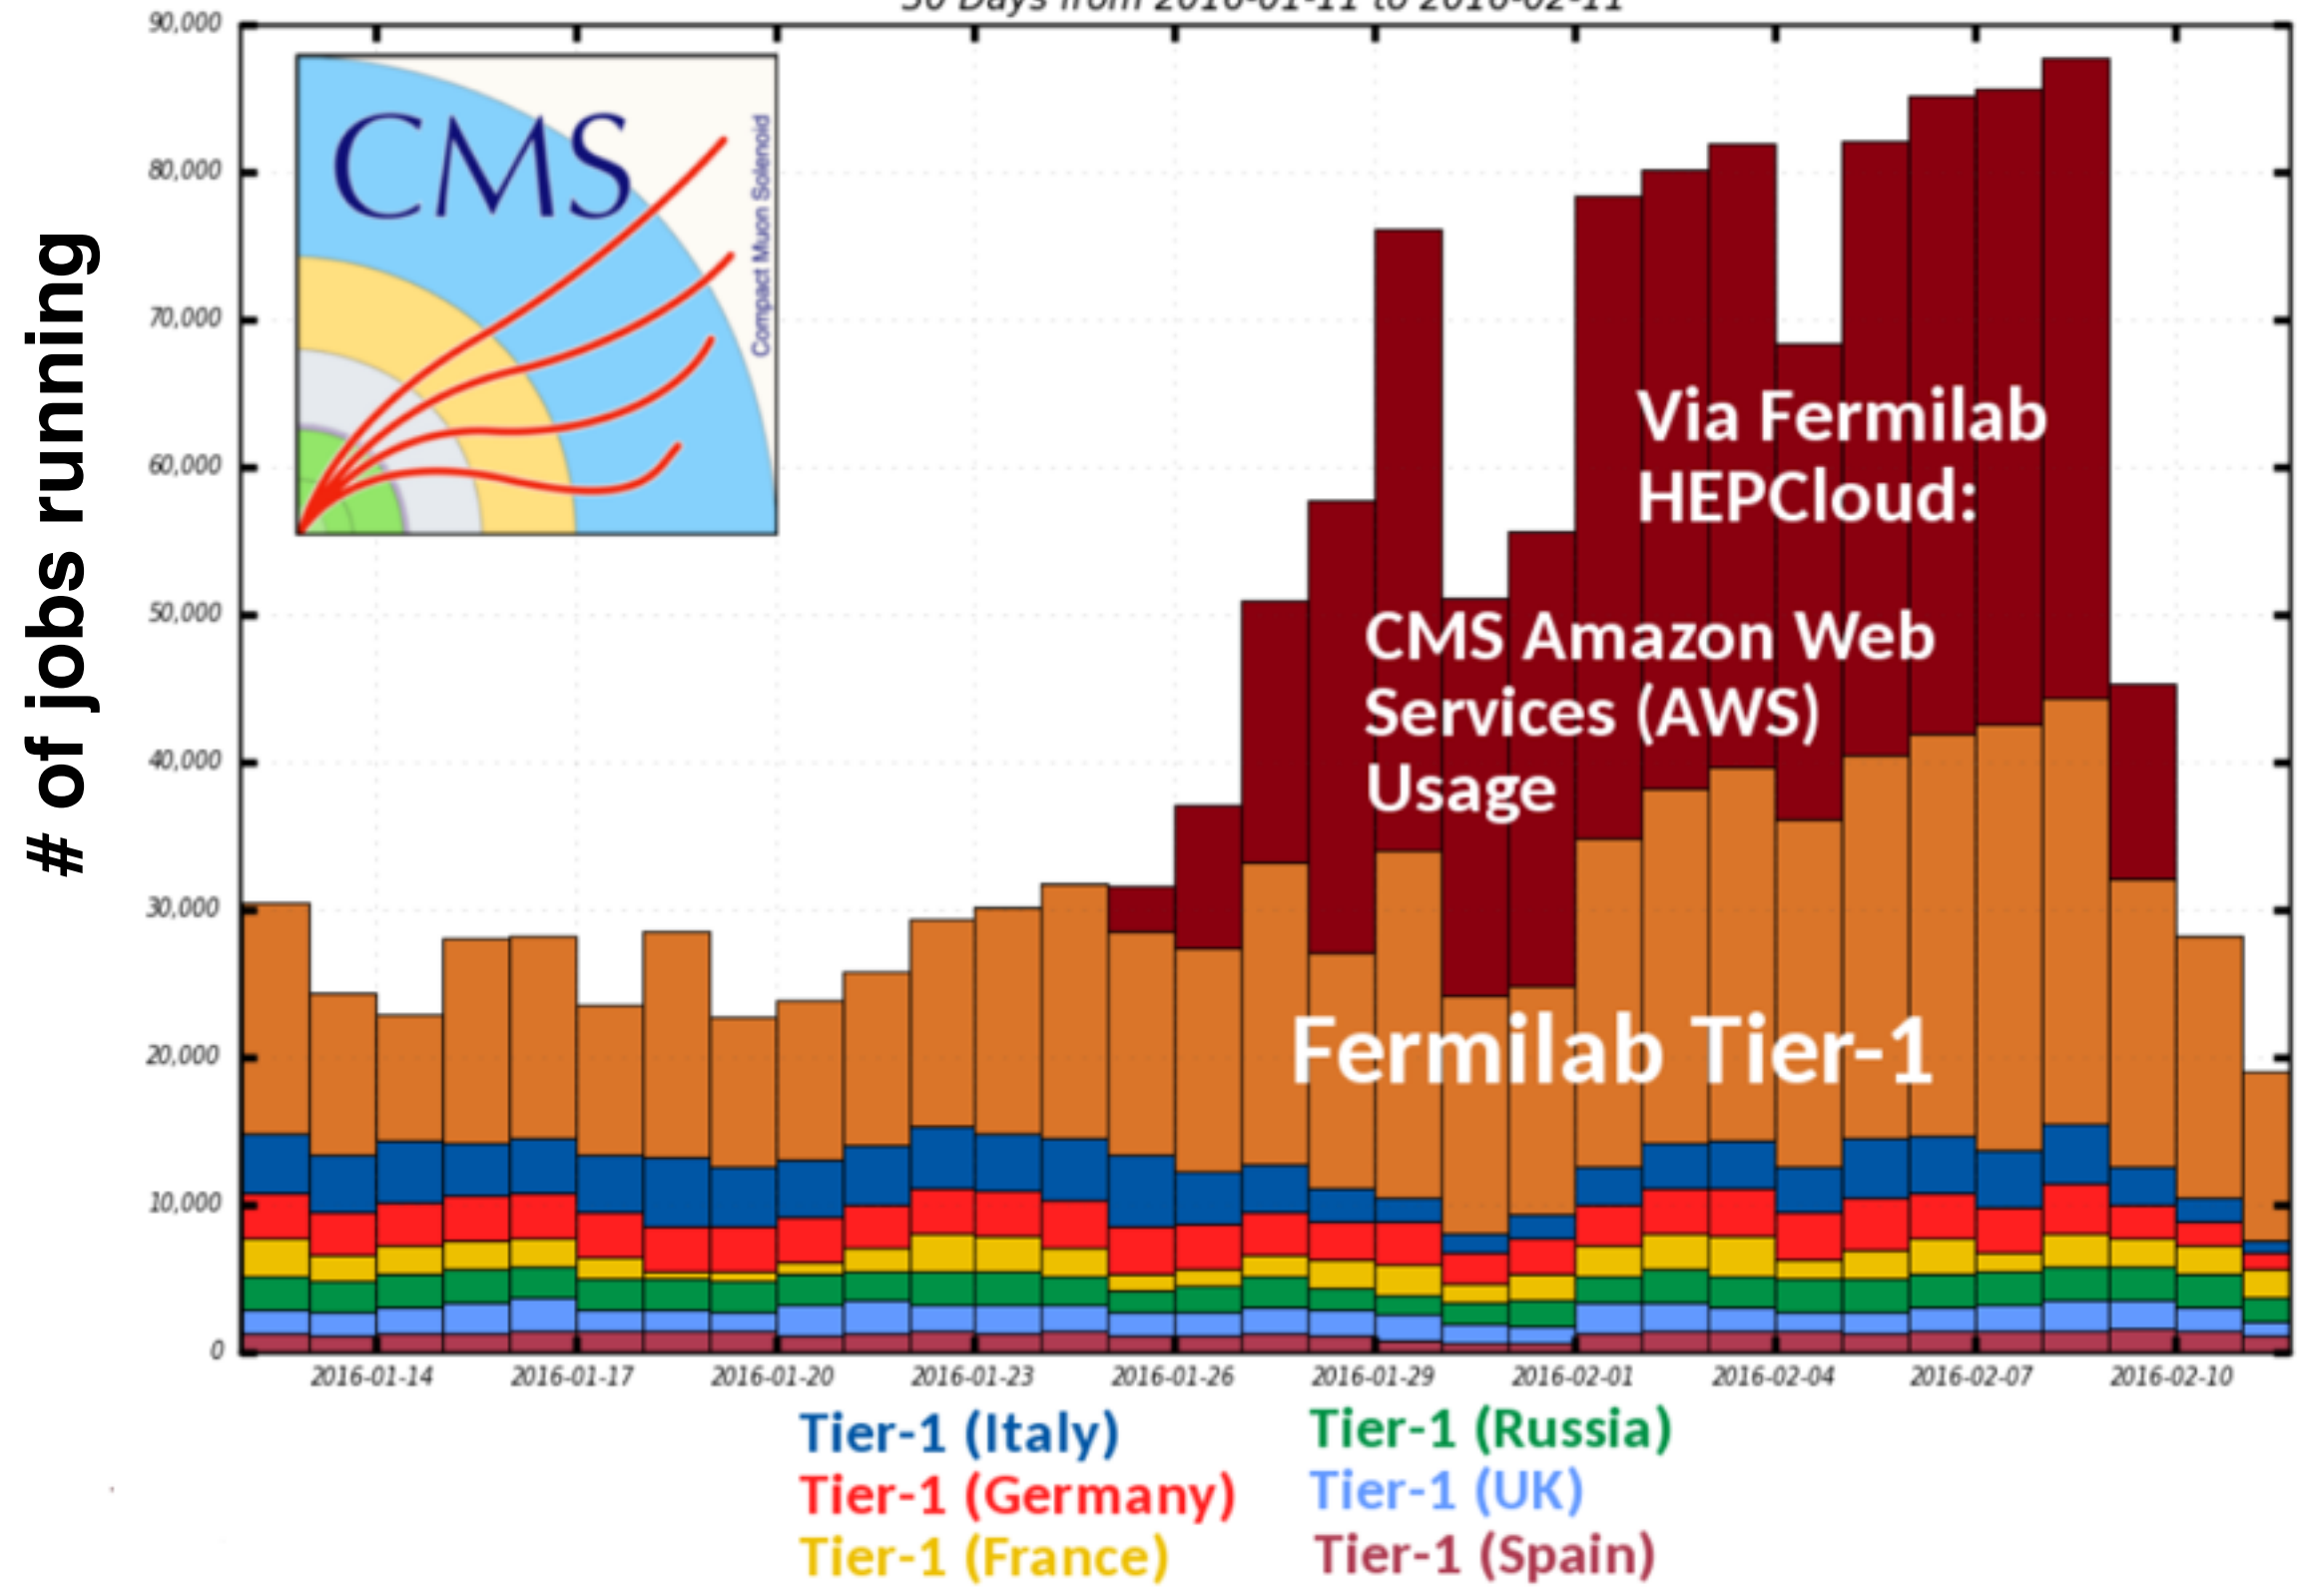 30 Days from 2016-01-11 to 2016-02-11
# of jobs running
90,000
80,000
70,000
60,000
50,000
40,000
30,000
20,000
10,000
0
CMS
Compact Muon Solenoid
Via Fermilab
HEPCloud:
CMS Amazon Web
Services (AWS)
Usage
Fermilab Tier-1
2016-01-14 2016-01-17 2016-01-20 2016-01-23 2016-01-26 2016-01-29 2016-02-01 2016-02-04 2016-02-07 2016-02-10
Tier-1 (Italy)
Tier-1 (Germany)
Tier-1 (France)
Tier-1 (Russia)
Tier-1 (UK)
Tier-1 (Spain)